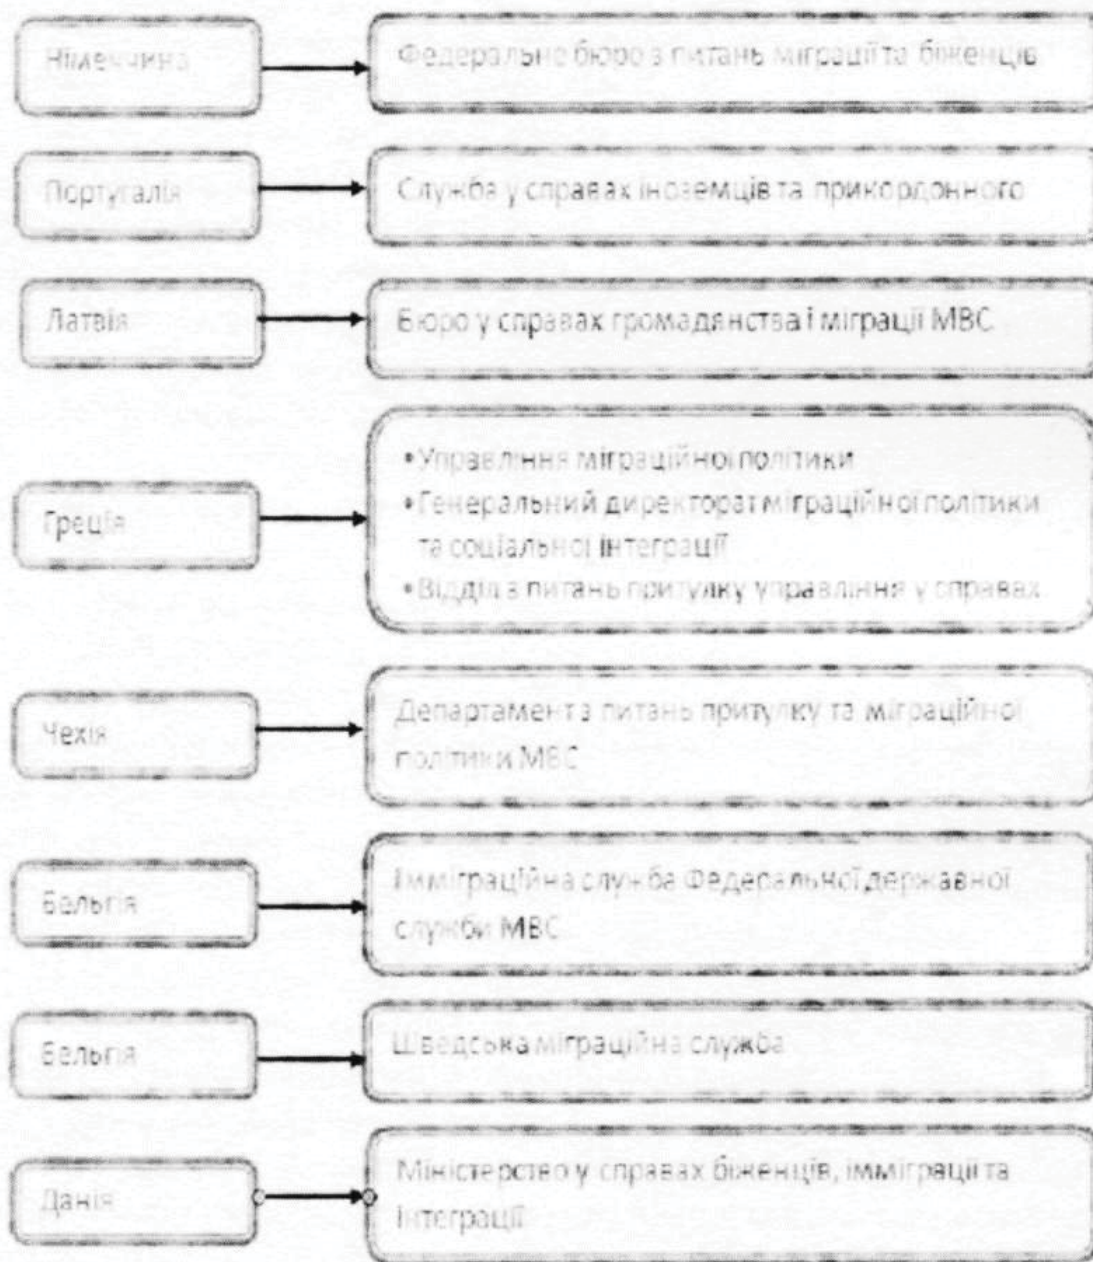 Німеччина
Федеральне бюро з питань міграції та біженців
Португалія
Служба у справах іноземців та прикордонного
Латвія
Бюро у справах громадянства і міграції МВС
Греція
•Управління міграційної політики
•Генеральний директорат міграційної політики
та соціальної інтеграції
•Відділ з питань притулку управління у справах
Чехія
Департамент з питань притулку та міграційної
політики МВС
Бельгія
Імміграційна служба Федеральної державної
служби МВС
Бельгія
Шведська міграційна служба
Данія
Міністерство у справах біженців, імміграції та
інтеграції